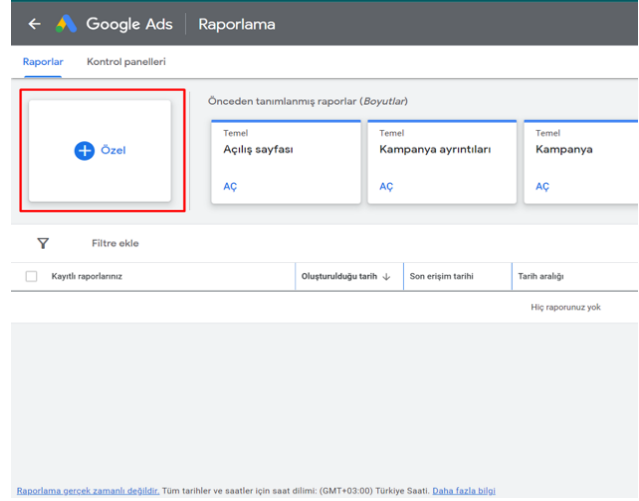 Google Ads Raporlama
Raporlar Kontrol panelleri
Önceden tanımlanmış raporlar (Boyutlar)
Özel
Temel
Açılış sayfası
AÇ
Temel
Kampanya ayrıntıları
AÇ
Temel
Kampanya
AÇ
Filtre ekle
Kayıtlı raporlarınız Oluşturulduğu tarih ↓ Son erişim tarihi Tarih aralığı
Hiç raporunuz yok
Raporlama gerçek zamanlı değildir. Tüm tarihler ve saatler için saat dilimi: (GMT+03:00) Türkiye Saati. Daha fazla bilgi